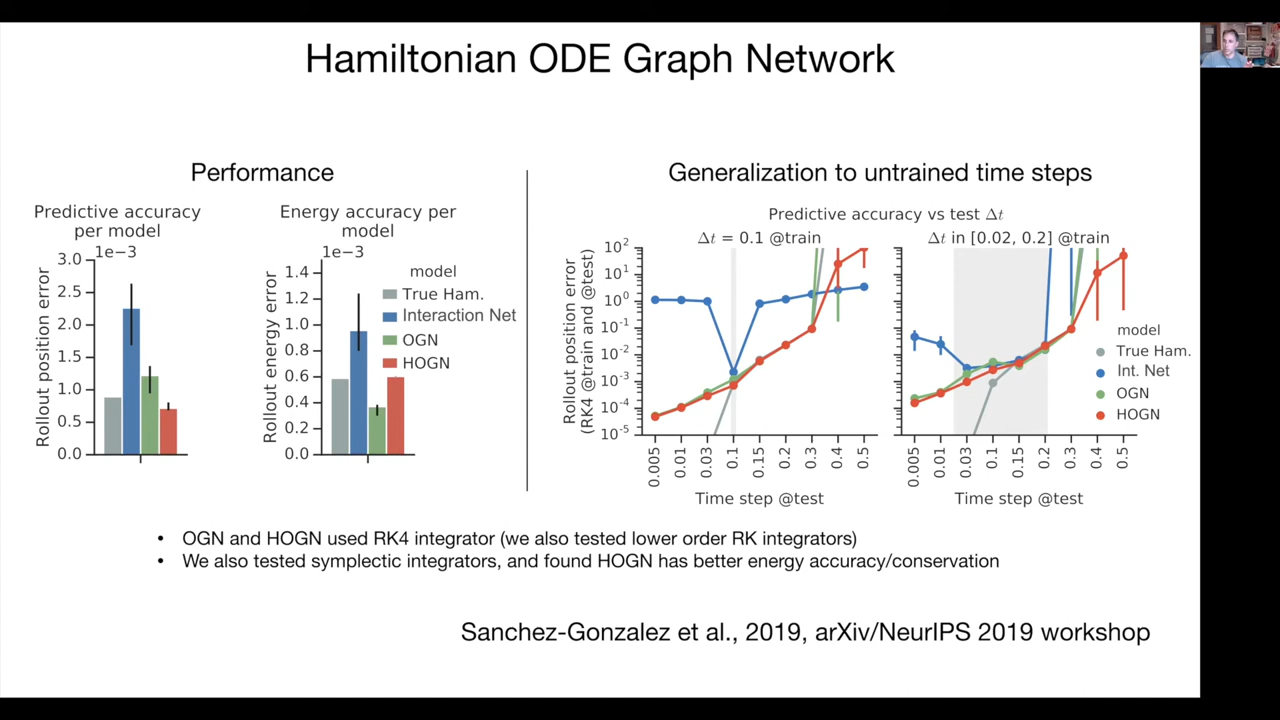 Hamiltonian ODE Graph Network
Performance
Predictive accuracy
per model
1e−3
Rollout position error
3.0
2.5
2.0
1.5
1.0
0.5
0.0
Energy accuracy per
model
1e−3
Rollout energy error
1.4
1.2
1.0
0.8
0.6
0.4
0.2
0.0
model
True Ham.
Interaction Net
OGN
HOGN
Generalization to untrained time steps
Predictive accuracy vs test Δt
Δt = 0.1 @train
Rollout position error
(RK4 @train and @test)
10^2
10^1
10^0
10^-1
10^-2
10^-3
10^-4
10^-5
0.005
0.01
0.03
0.1
0.15
0.2
0.3
0.4
0.5
Time step @test
Δt in [0.02, 0.2] @train
0.005
0.01
0.03
0.1
0.15
0.2
0.3
0.4
0.5
Time step @test
model
True Ham.
Int. Net
OGN
HOGN
• OGN and HOGN used RK4 integrator (we also tested lower order RK integrators)
• We also tested symplectic integrators, and found HOGN has better energy accuracy/conservation
Sanchez-Gonzalez et al., 2019, arXiv/NeurIPS 2019 workshop